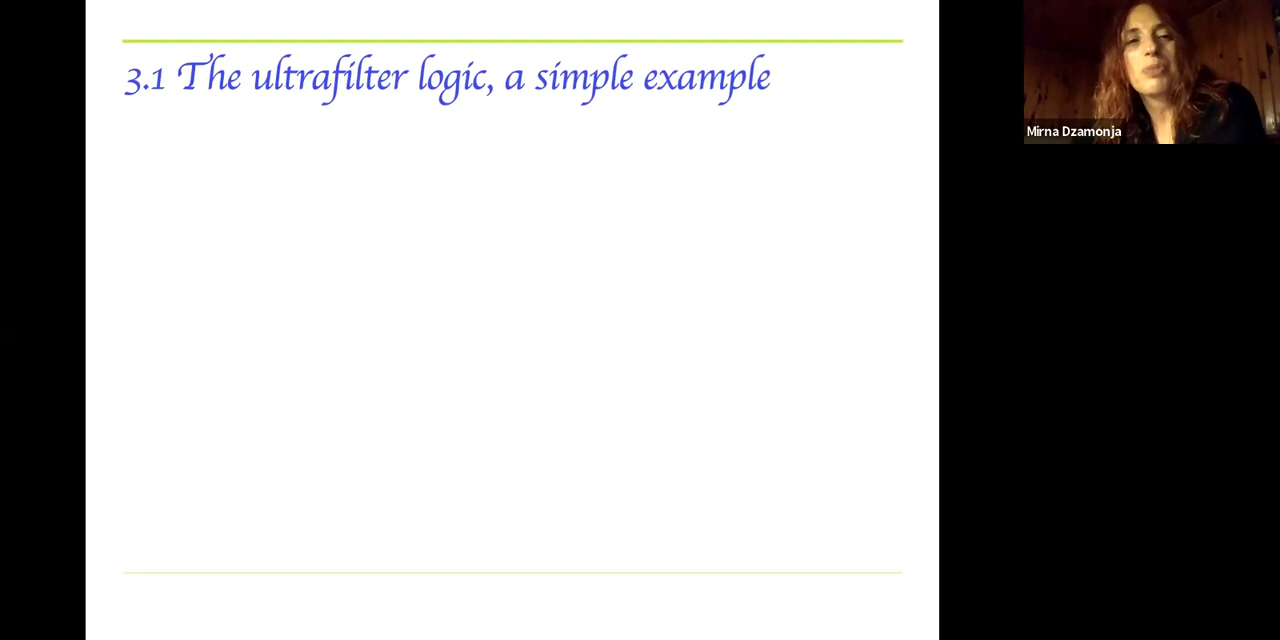 3.1 The ultrafilter logic, a simple example
Mirna Dzamonja